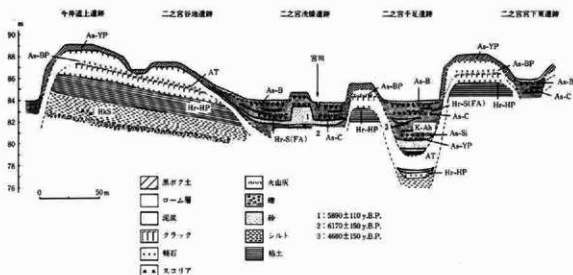 今井道上遺跡 二之宮谷地遺跡 二之宮洗橋遺跡 二之宮千足遺跡 二之宮宮下東遺跡
m m
90
88
86
84
82
80
78
76
As-YP
As-BP
AT
As-B
宮川
HkS
Hr-HP
Hr-S(FA)
2
As-C
As-BP
Hr-HP
As-B
3
As-C
Hr-S(FA)
K-Ah
As-Si
As-YP
AT
Hr-HP
As-YP
As-BP
As-B
Hr-HP
As-C
0 50m
黒ボク土
ローム層
泥炭
クラック
軽石
スコリア
火山灰
礫
砂
シルト
粘土
1:5890±110 y.B.P.
2:6170±150 y.B.P.
3:4660±150 y.B.P.